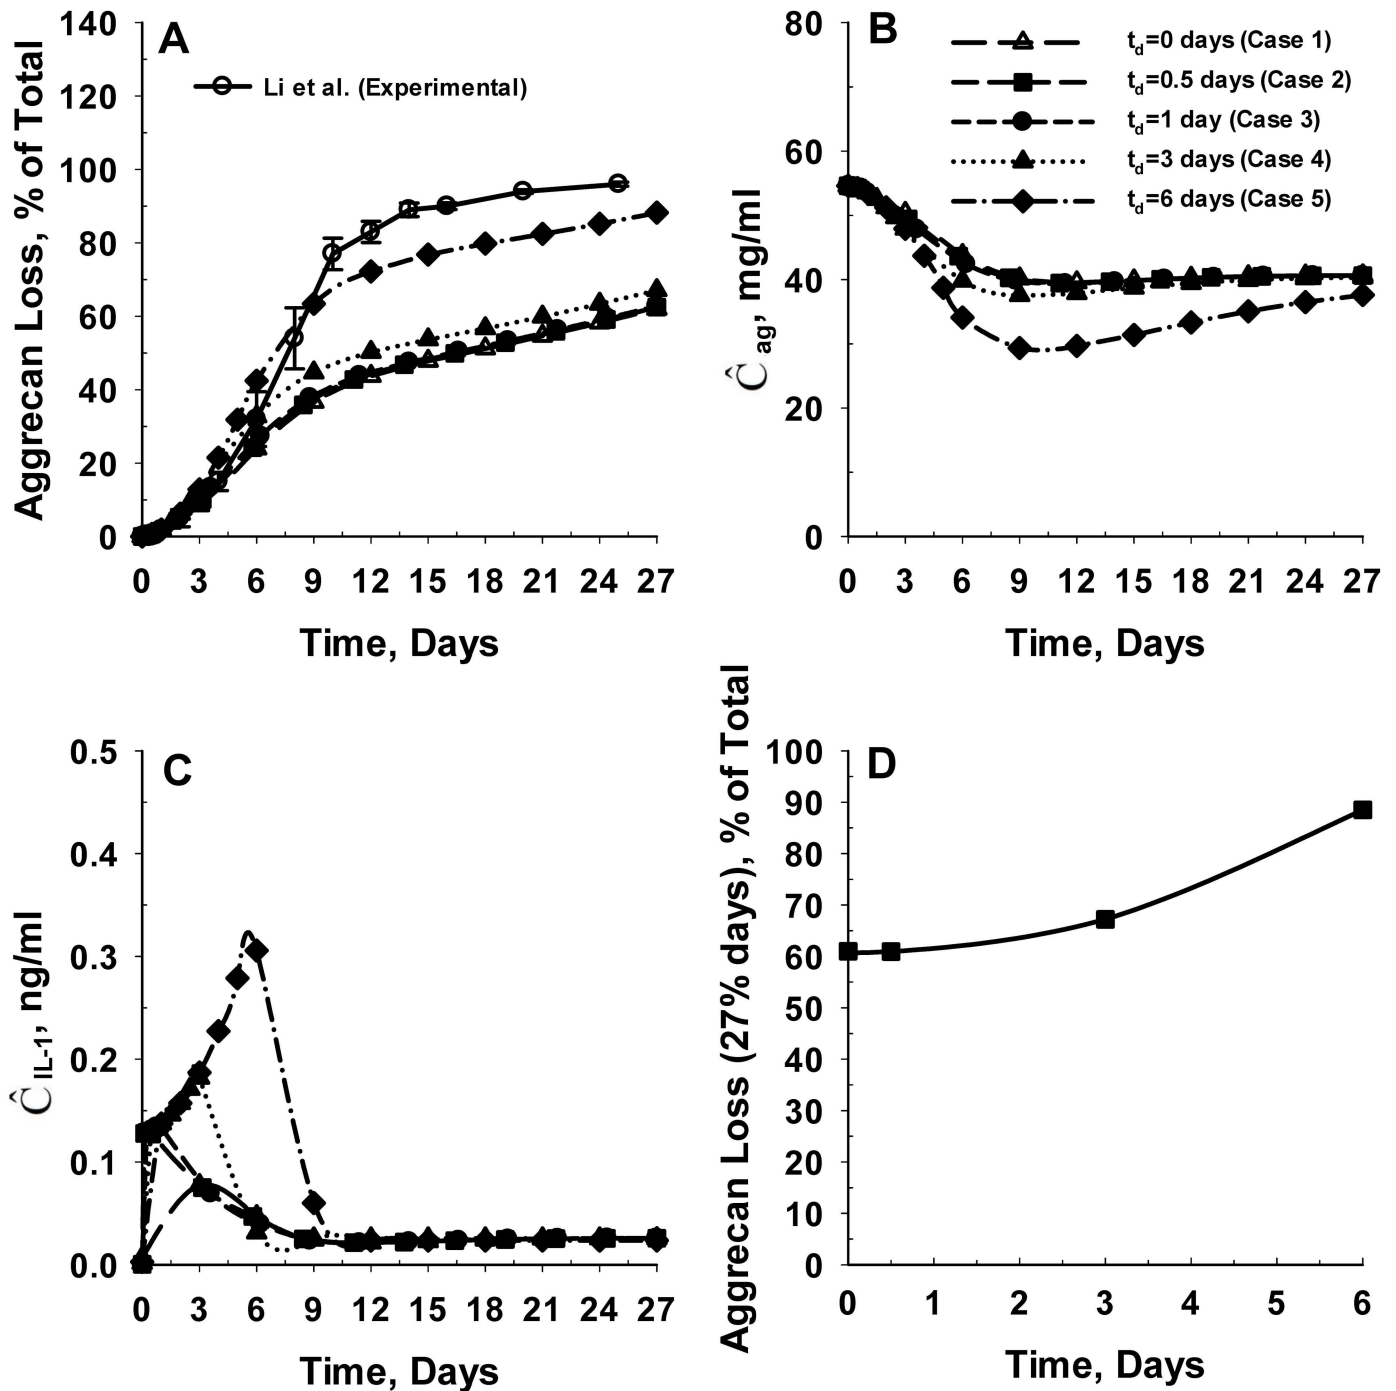 A
Li et al. (Experimental)
Aggrecan Loss, % of Total
140
120
100
80
60
40
20
0
0 3 6 9 12 15 18 21 24 27
Time, Days
B
t_d=0 days (Case 1)
t_d=0.5 days (Case 2)
t_d=1 day (Case 3)
t_d=3 days (Case 4)
t_d=6 days (Case 5)
Ĉ_ag, mg/ml
80
60
40
20
0
0 3 6 9 12 15 18 21 24 27
Time, Days
C
Ĉ_IL-1, ng/ml
0.5
0.4
0.3
0.2
0.1
0.0
0 3 6 9 12 15 18 21 24 27
Time, Days
D
Aggrecan Loss (27% days), % of Total
100
90
80
70
60
50
40
30
20
10
0
0 1 2 3 4 5 6
Time, Days